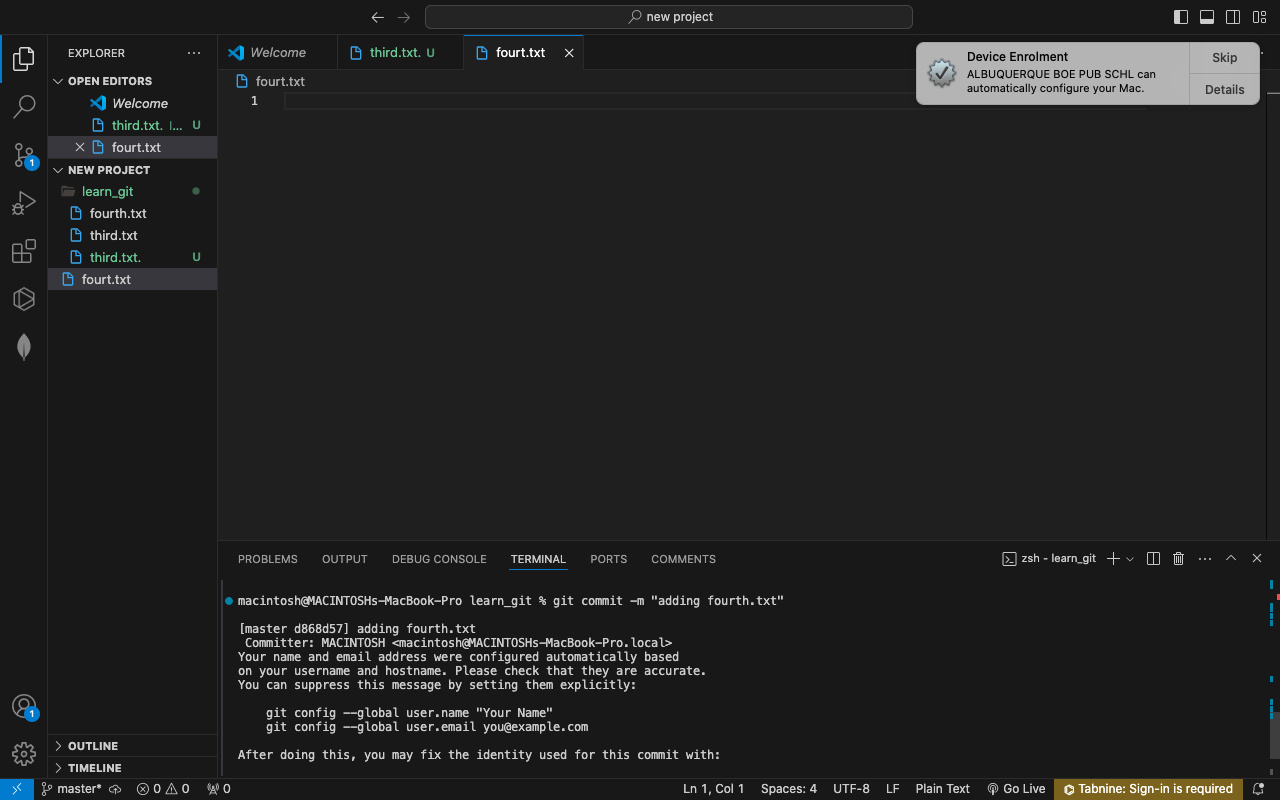 new project
EXPLORER
OPEN EDITORS
Welcome
third.txt. l... U
fourt.txt
1
NEW PROJECT
learn_git
fourth.txt
third.txt
third.txt. U
fourt.txt
1
OUTLINE
TIMELINE
Welcome
third.txt. U
fourt.txt
fourt.txt
1
Device Enrolment
ALBUQUERQUE BOE PUB SCHL can
automatically configure your Mac.
Skip
Details
PROBLEMS OUTPUT DEBUG CONSOLE TERMINAL PORTS COMMENTS
zsh - learn_git
macintosh@MACINTOSHs-MacBook-Pro learn_git % git commit -m "adding fourth.txt"
[master d868d57] adding fourth.txt
Committer: MACINTOSH <macintosh@MACINTOSHs-MacBook-Pro.local>
Your name and email address were configured automatically based
on your username and hostname. Please check that they are accurate.
You can suppress this message by setting them explicitly:
git config --global user.name "Your Name"
git config --global user.email you@example.com
After doing this, you may fix the identity used for this commit with:
master* 0 0 0
Ln 1, Col 1 Spaces: 4 UTF-8 LF Plain Text Go Live Tabnine: Sign-in is required